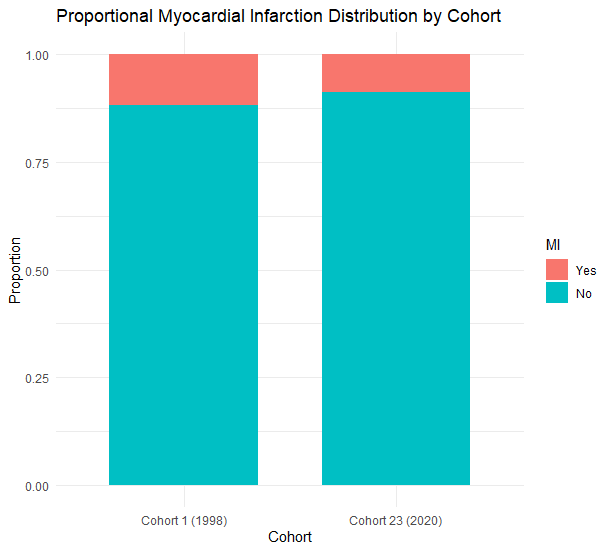 Proportional Myocardial Infarction Distribution by Cohort
1.00
0.75
0.50
0.25
0.00
Proportion
Cohort 1 (1998)
Cohort 23 (2020)
Cohort
MI
Yes
No